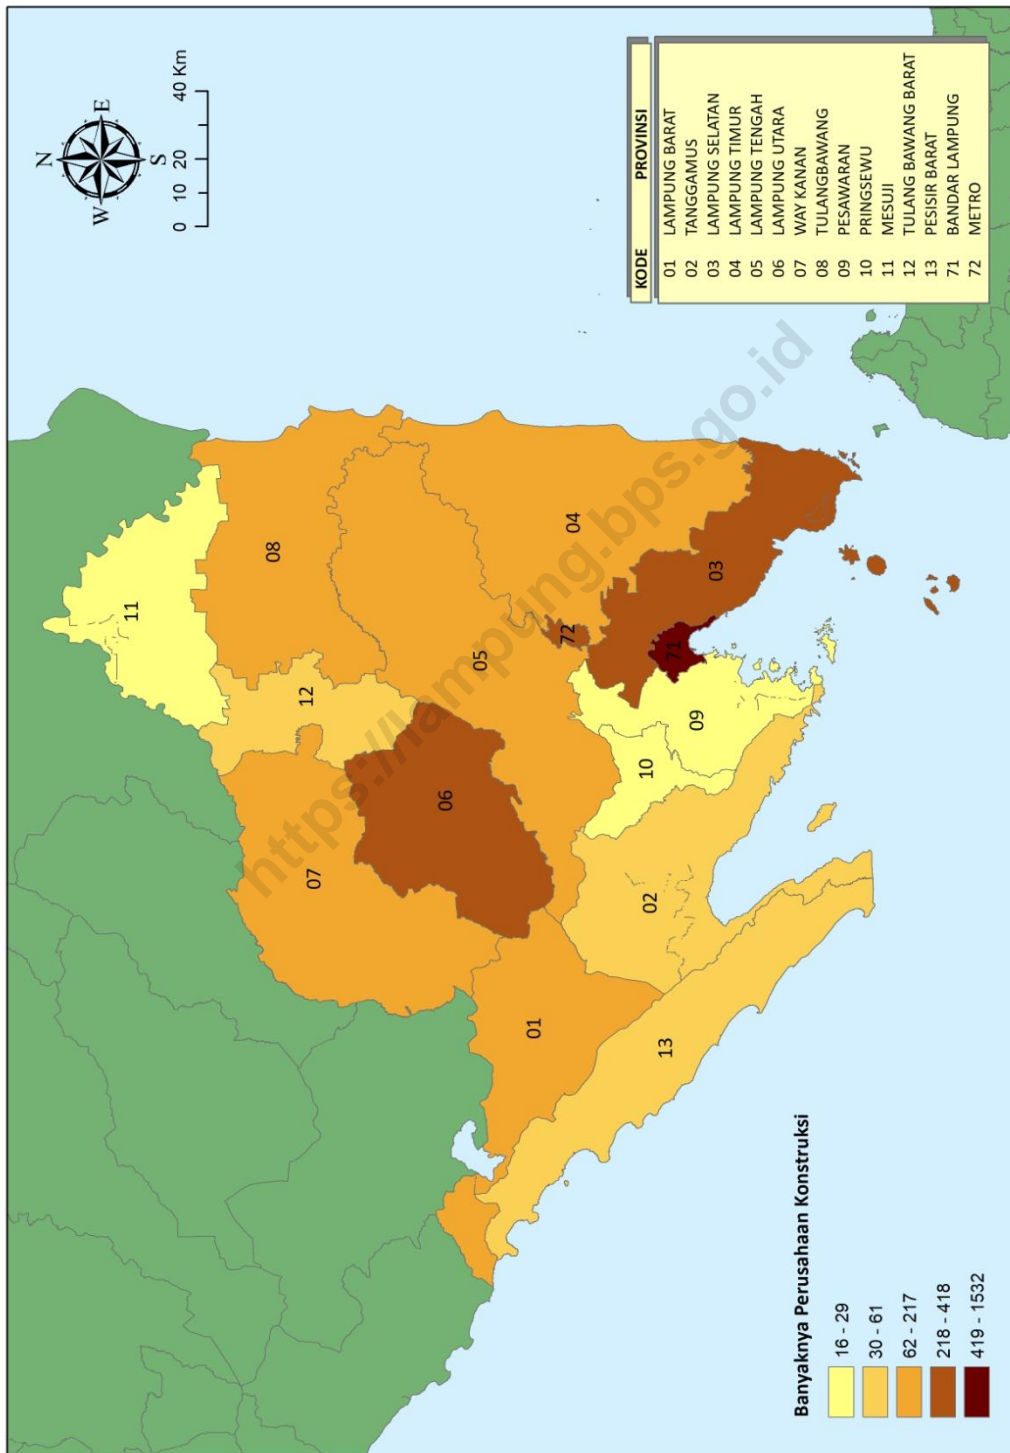 N
W
E
S
0 10 20 40 Km
KODE PROVINSI
01 LAMPUNG BARAT
02 TANGGAMUS
03 LAMPUNG SELATAN
04 LAMPUNG TIMUR
05 LAMPUNG TENGAH
06 LAMPUNG UTARA
07 WAY KANAN
08 TULANGBAWANG
09 PESAWARAN
10 PRINGSEWU
11 MESUJI
12 TULANG BAWANG BARAT
13 PESISIR BARAT
71 BANDAR LAMPUNG
72 METRO
11
08
12
07
06
05
04
72
03
71
09
10
02
01
13
https://lampung.bps.go.id
Banyaknya Perusahaan Konstruksi
16 - 29
30 - 61
62 - 217
218 - 418
419 - 1532